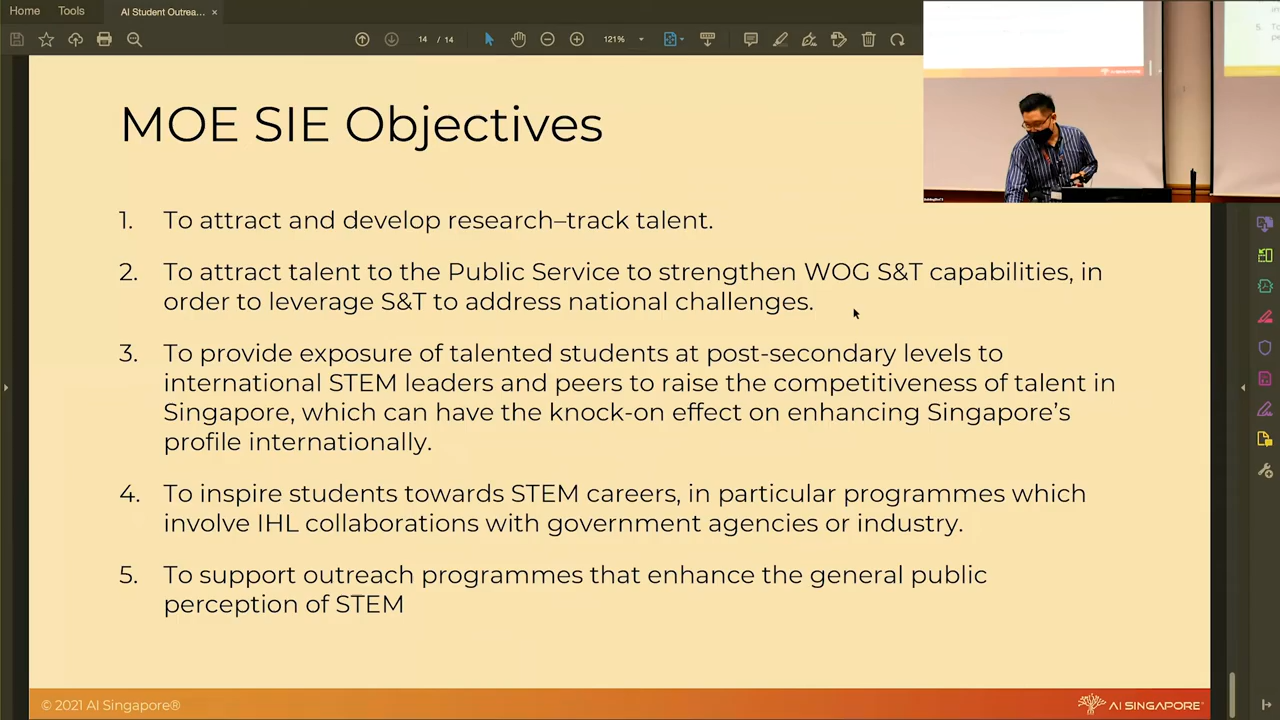 Home Tools AI Student Outrea... ×
14 / 14 121%
MOE SIE Objectives
1. To attract and develop research–track talent.
2. To attract talent to the Public Service to strengthen WOG S&T capabilities, in
order to leverage S&T to address national challenges.
3. To provide exposure of talented students at post-secondary levels to
international STEM leaders and peers to raise the competitiveness of talent in
Singapore, which can have the knock-on effect on enhancing Singapore's
profile internationally.
4. To inspire students towards STEM careers, in particular programmes which
involve IHL collaborations with government agencies or industry.
5. To support outreach programmes that enhance the general public
perception of STEM
© 2021 AI Singapore®
AI SINGAPORE